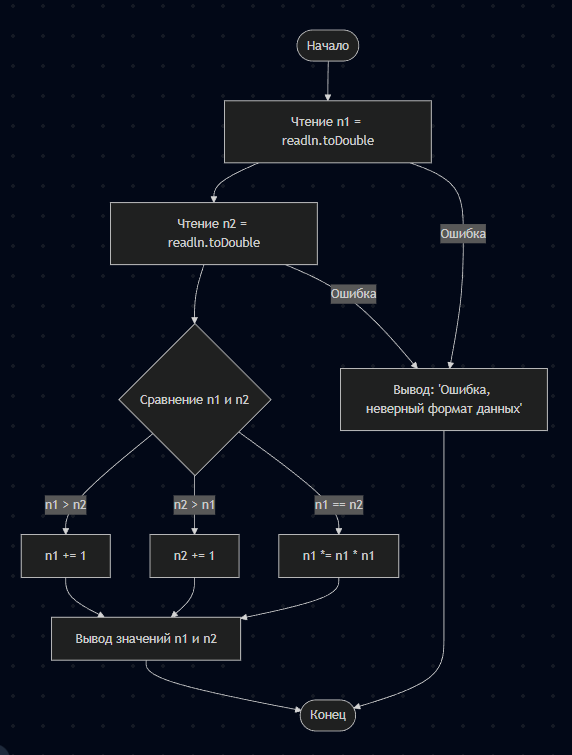 Начало
Чтение n1 =
readln.toDouble
Чтение n2 =
readln.toDouble
Ошибка
Ошибка
Сравнение n1 и n2
Вывод: 'Ошибка,
неверный формат данных'
n1 > n2
n2 > n1
n1 == n2
n1 += 1
n2 += 1
n1 *= n1 * n1
Вывод значений n1 и n2
Конец